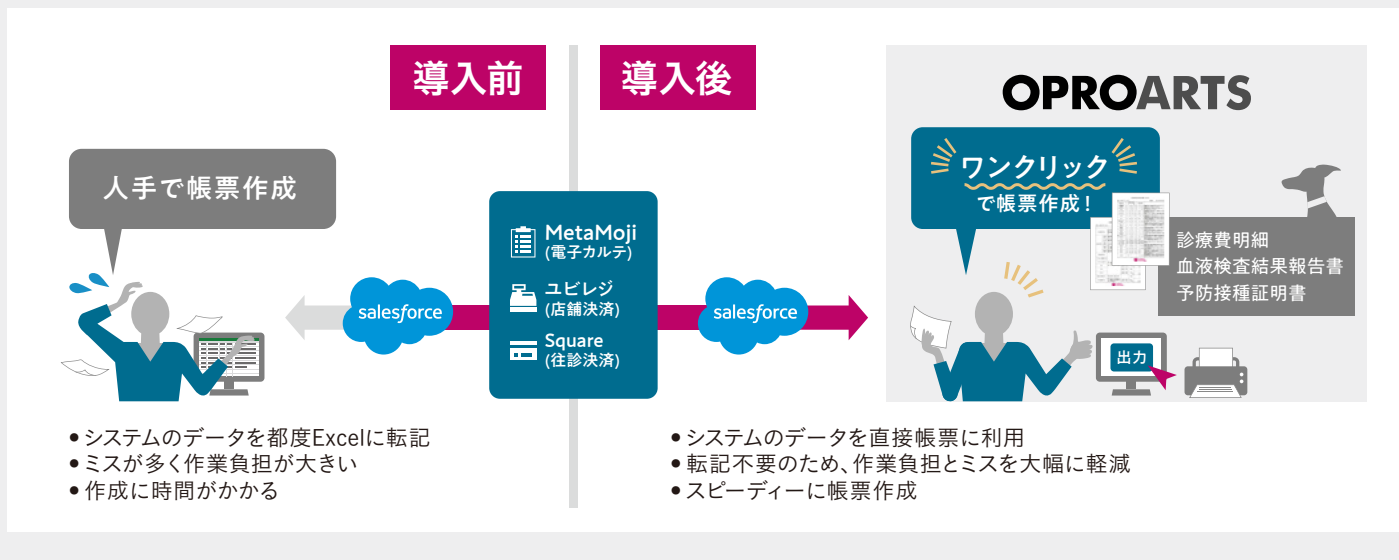 導入前
人手で帳票作成
salesforce
MetaMoji
(電子カルテ)
ユビレジ
(店舗決済)
Square
(往診決済)
●システムのデータを都度Excelに転記
●ミスが多く作業負担が大きい
●作成に時間がかかる
導入後
salesforce
OPROARTS
ワンクリック
で帳票作成！
診療費明細
血液検査結果報告書
予防接種証明書
出力
●システムのデータを直接帳票に利用
●転記不要のため、作業負担とミスを大幅に軽減
●スピーディーに帳票作成